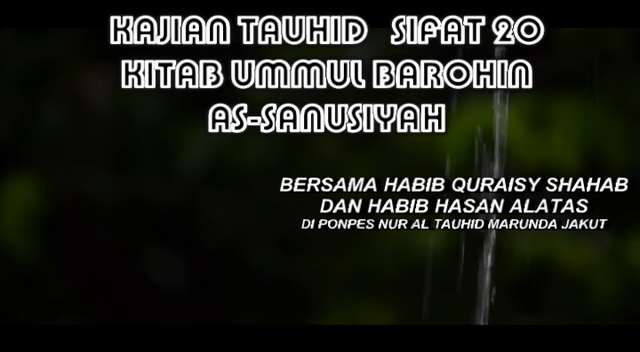 KAJIAN TAUHID SIFAT 20
KITAB UMMUL BAROHIN
AS-SANUSIYAH
BERSAMA HABIB QURAISY SHAHAB
DAN HABIB HASAN ALATAS
DI PONPES NUR AL TAUHID MARUNDA JAKUT